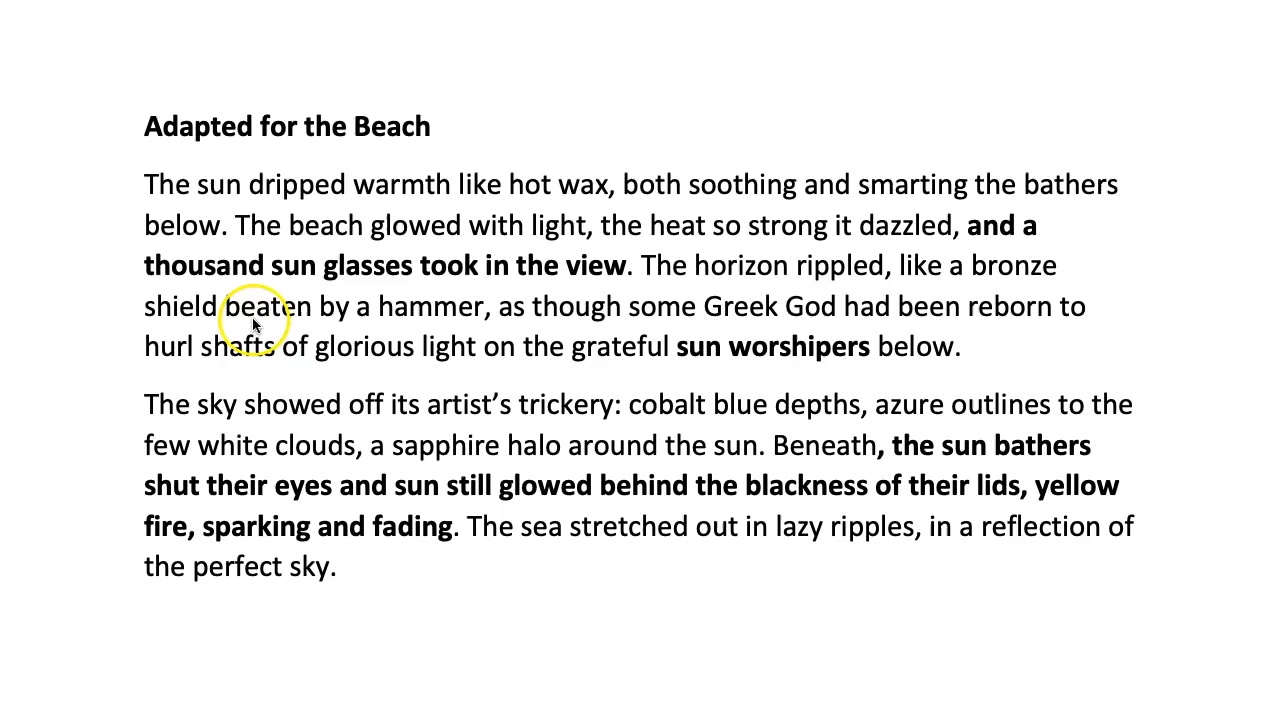 Adapted for the Beach
The sun dripped warmth like hot wax, both soothing and smarting the bathers
below. The beach glowed with light, the heat so strong it dazzled, and a
thousand sun glasses took in the view. The horizon rippled, like a bronze
shield beaten by a hammer, as though some Greek God had been reborn to
hurl shafts of glorious light on the grateful sun worshipers below.
The sky showed off its artist’s trickery: cobalt blue depths, azure outlines to the
few white clouds, a sapphire halo around the sun. Beneath, the sun bathers
shut their eyes and sun still glowed behind the blackness of their lids, yellow
fire, sparking and fading. The sea stretched out in lazy ripples, in a reflection of
the perfect sky.